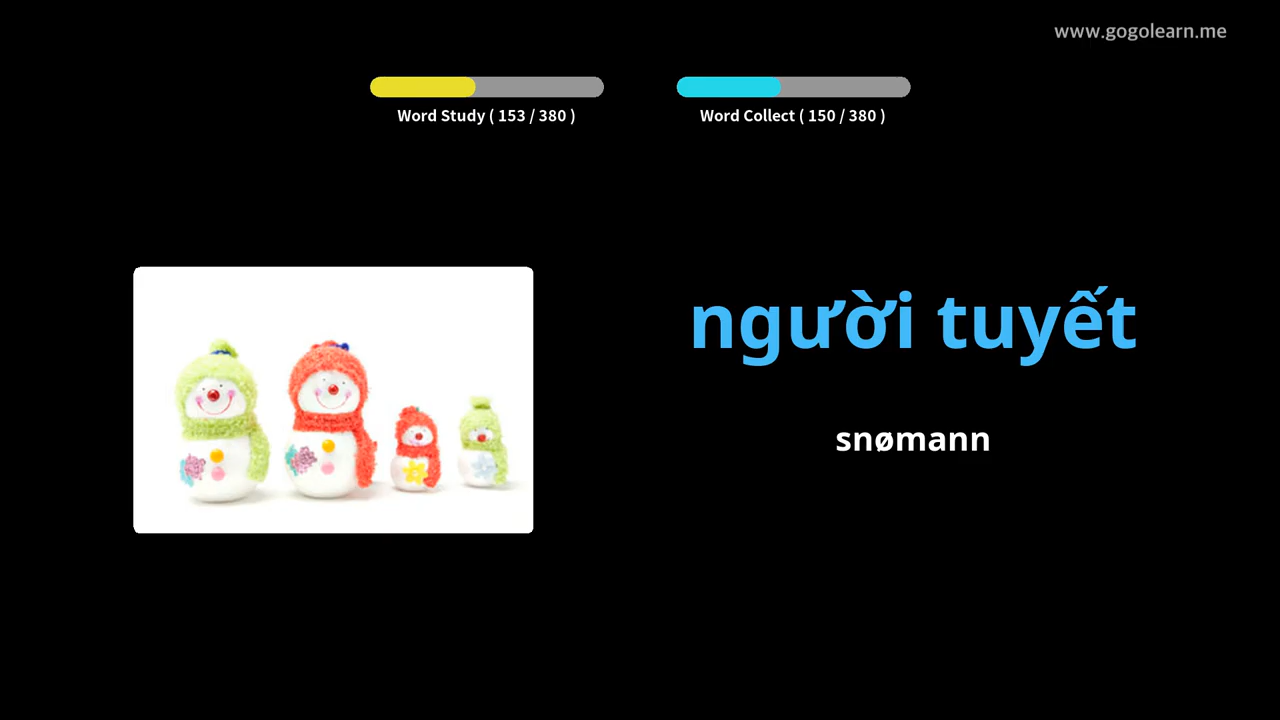 www.gogolearn.me
Word Study ( 153 / 380 )
Word Collect ( 150 / 380 )
người tuyết
snømann